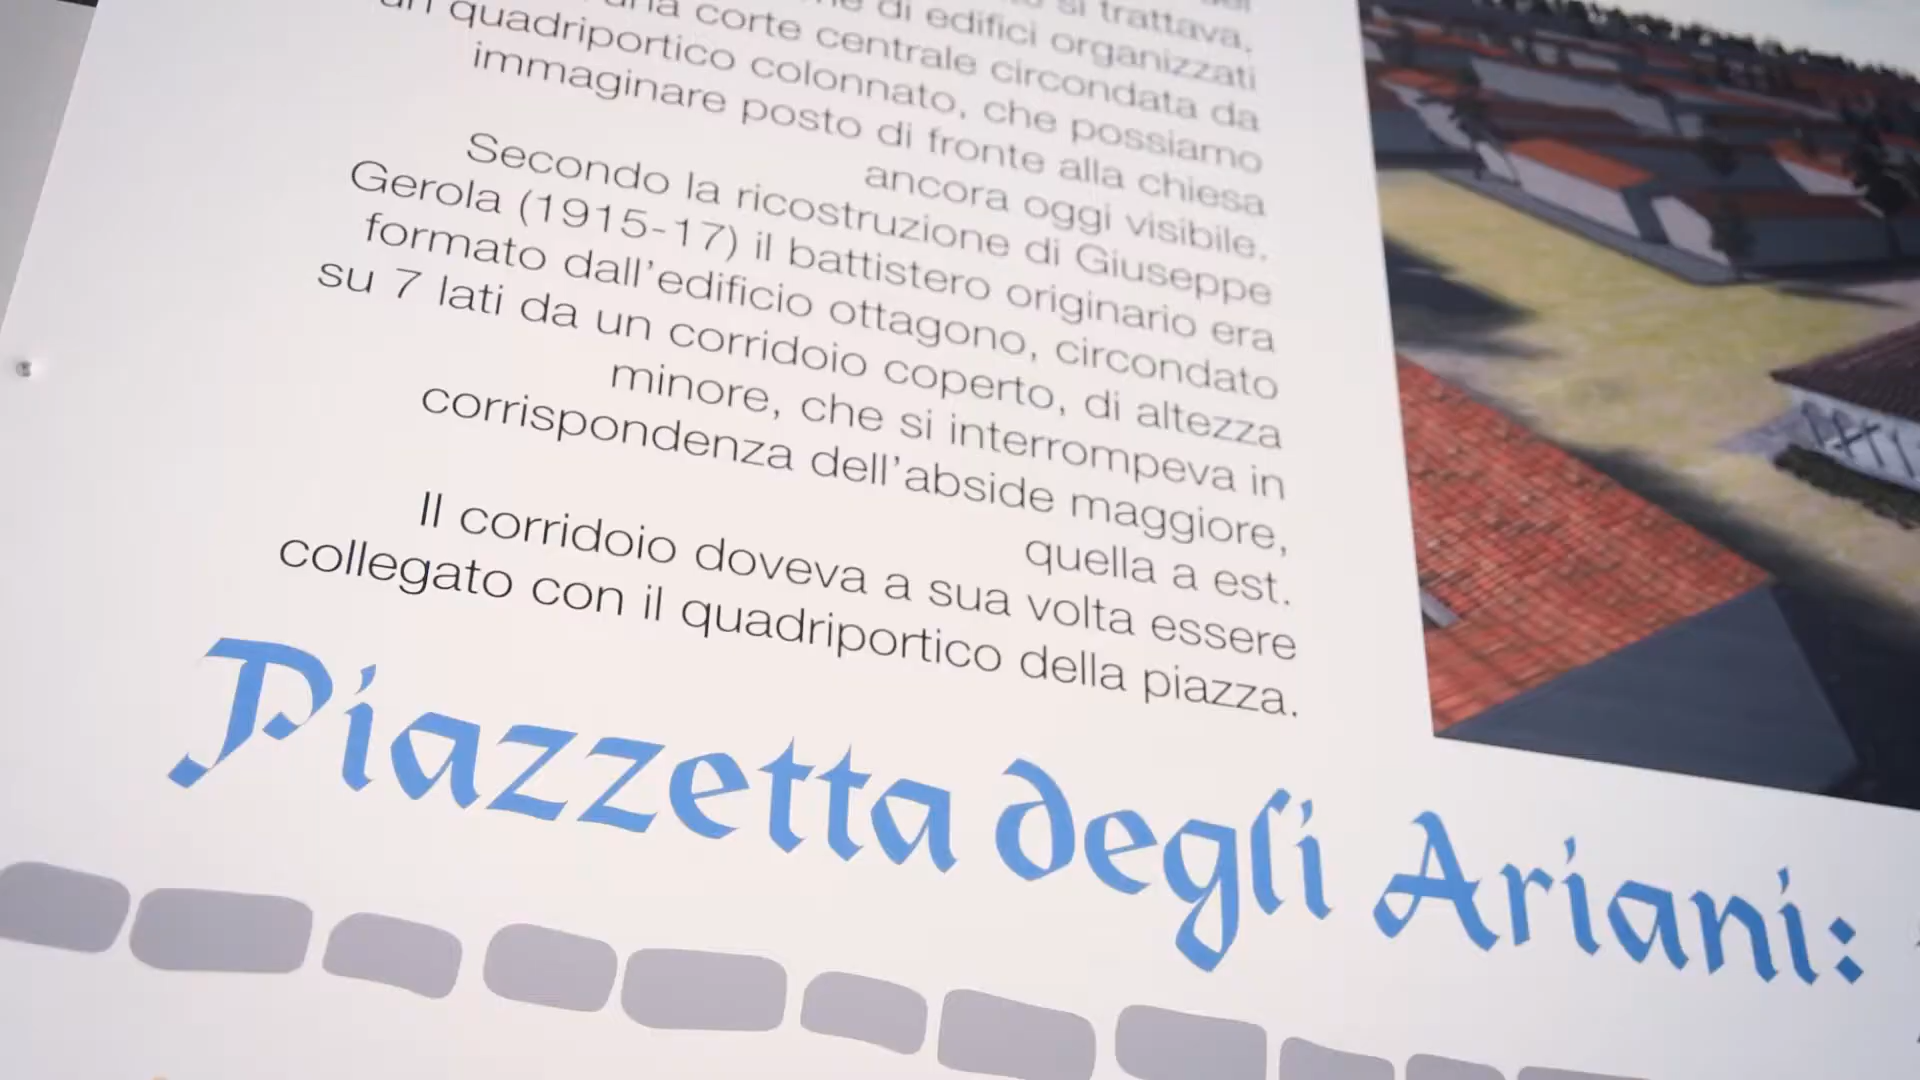 si trattava,
di edifici organizzati
una corte centrale circondata da
un quadriportico colonnato, che possiamo
immaginare posto di fronte alla chiesa
ancora oggi visibile.
Secondo la ricostruzione di Giuseppe
Gerola (1915-17) il battistero originario era
formato dall'edificio ottagono, circondato
su 7 lati da un corridoio coperto, di altezza
minore, che si interrompeva in
corrispondenza dell'abside maggiore,
quella a est.
Il corridoio doveva a sua volta essere
collegato con il quadriportico della piazza.
Piazzetta degli Ariani: